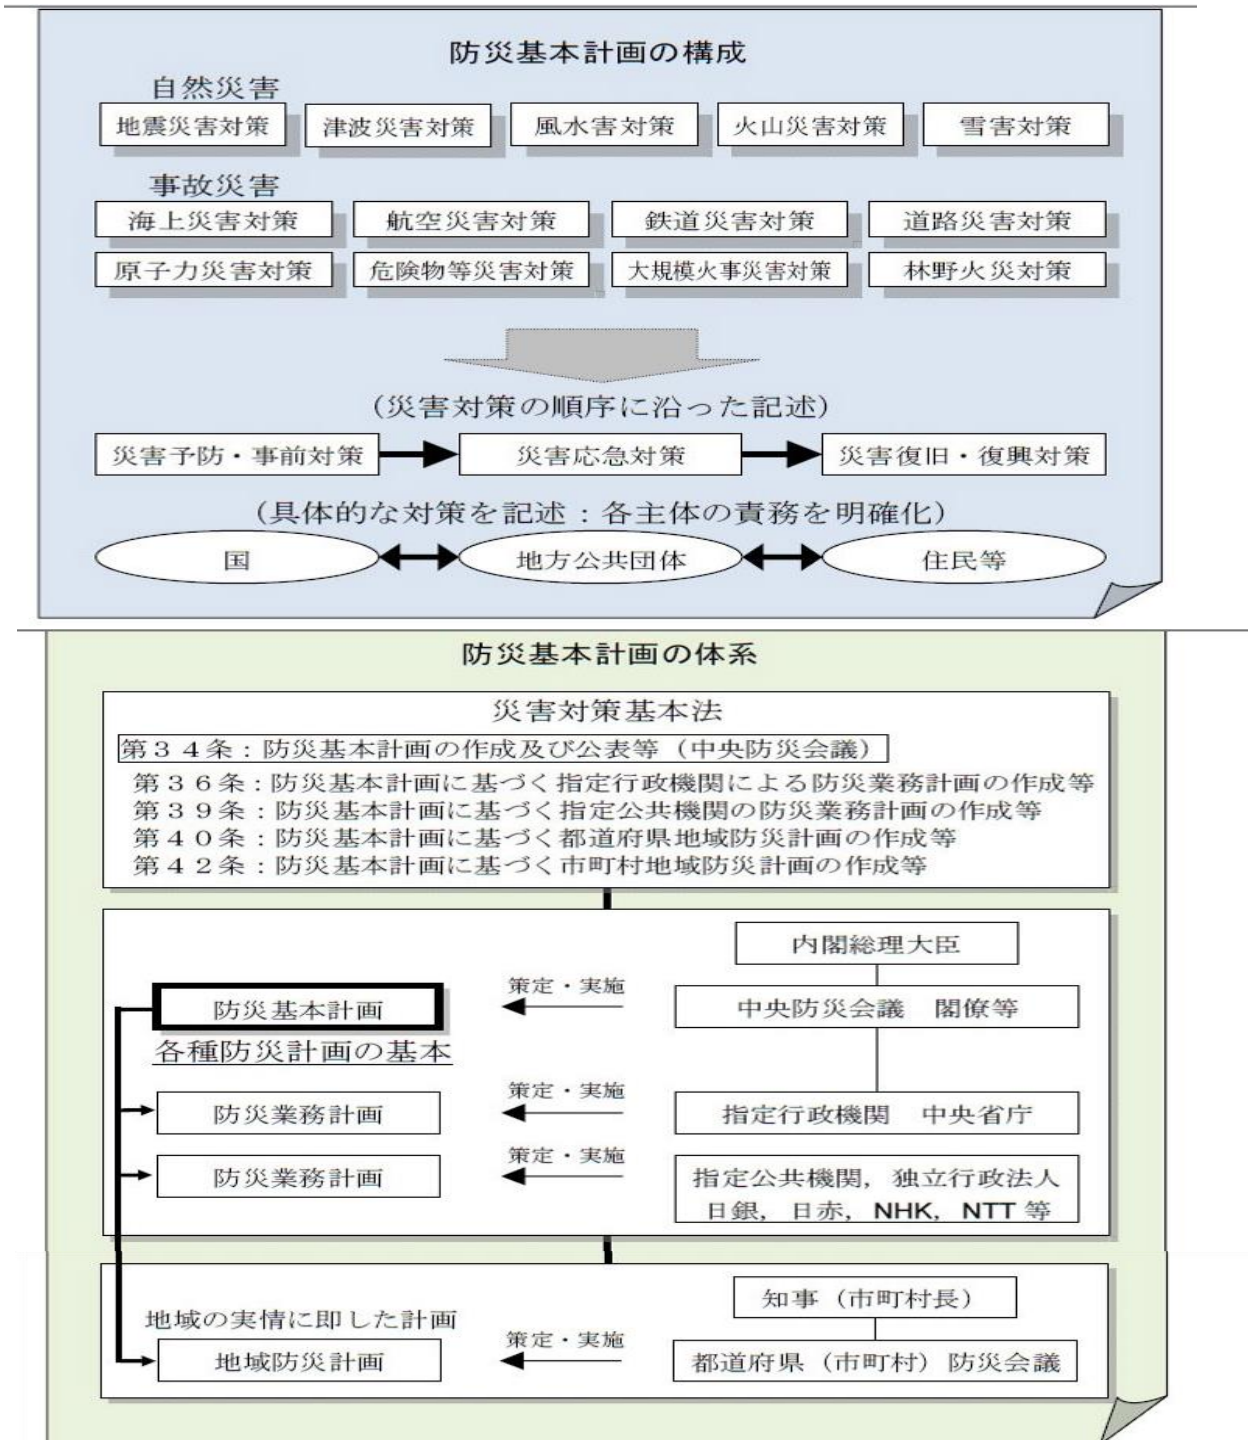 防災基本計画の構成
自然災害
地震災害対策 津波災害対策 風水害対策 火山災害対策 雪害対策
事故災害
海上災害対策 航空災害対策 鉄道災害対策 道路災害対策
原子力災害対策 危険物等災害対策 大規模火事災害対策 林野火災対策
(災害対策の順序に沿った記述)
災害予防・事前対策 災害応急対策 災害復旧・復興対策
(具体的な対策を記述:各主体の責務を明確化)
国 地方公共団体 住民等
防災基本計画の体系
災害対策基本法
第34条:防災基本計画の作成及び公表等(中央防災会議)
第36条:防災基本計画に基づく指定行政機関による防災業務計画の作成等
第39条:防災基本計画に基づく指定公共機関の防災業務計画の作成等
第40条:防災基本計画に基づく都道府県地域防災計画の作成等
第42条:防災基本計画に基づく市町村地域防災計画の作成等
内閣総理大臣
防災基本計画 策定・実施 中央防災会議 閣僚等
各種防災計画の基本
防災業務計画 策定・実施 指定行政機関 中央省庁
防災業務計画 策定・実施 指定公共機関,独立行政法人
日銀,日赤,NHK,NTT等
知事(市町村長)
地域の実情に即した計画
地域防災計画 策定・実施 都道府県(市町村)防災会議